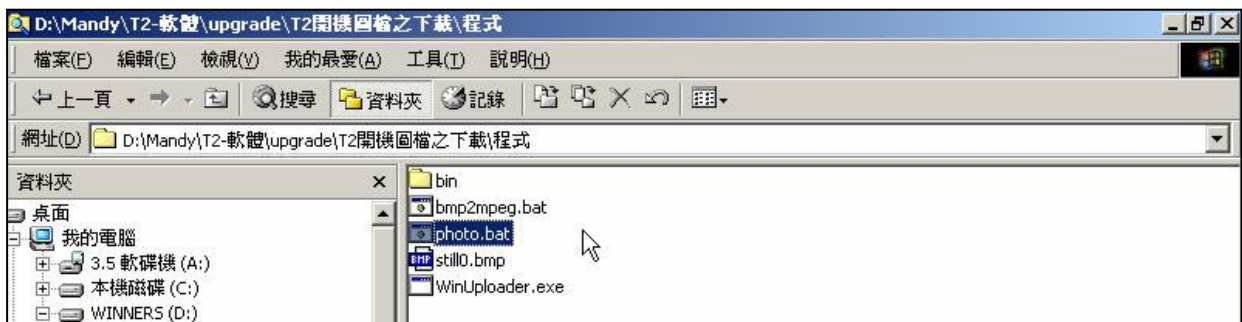 D:\Mandy\T2-軟體\upgrade\T2開機圖檔之下載\程式
檔案(F) 編輯(E) 檢視(V) 我的最愛(A) 工具(T) 說明(H)
上一頁 搜尋 資料夾 記錄
網址(D) D:\Mandy\T2-軟體\upgrade\T2開機圖檔之下載\程式
資料夾
桌面
我的電腦
3.5 軟碟機 (A:)
本機磁碟 (C:)
WINNERS (D:)
bin
bmp2mpeg.bat
photo.bat
BMP still0.bmp
WinUploader.exe